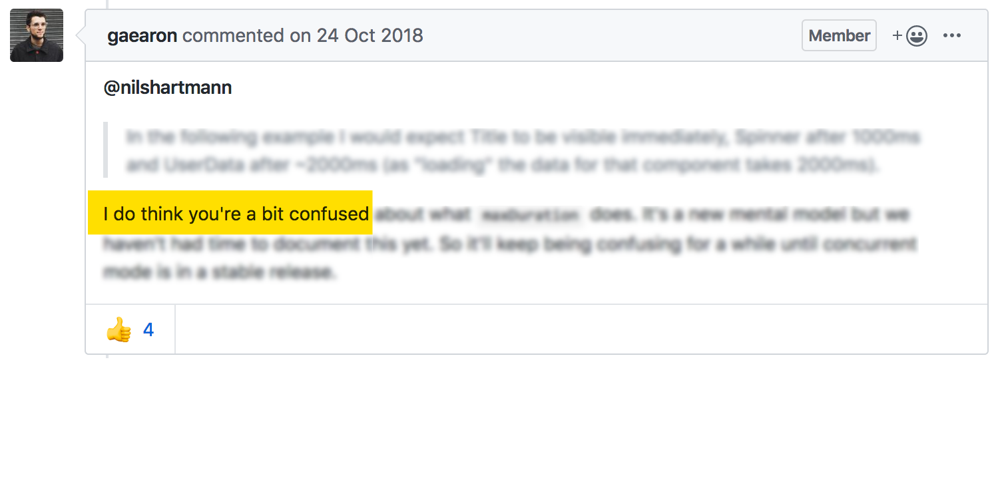 gaearon commented on 24 Oct 2018 Member
@nilshartmann
In the following example I would expect Title to be visible immediately, Spinner after 1000ms
and UserData after ~2000ms (as "loading" the data for that component takes 2000ms).
I do think you're a bit confused about what maxDuration does. It's a new mental model but we
haven't had time to document this yet. So it'll keep being confusing for a while until concurrent
mode is in a stable release.
4